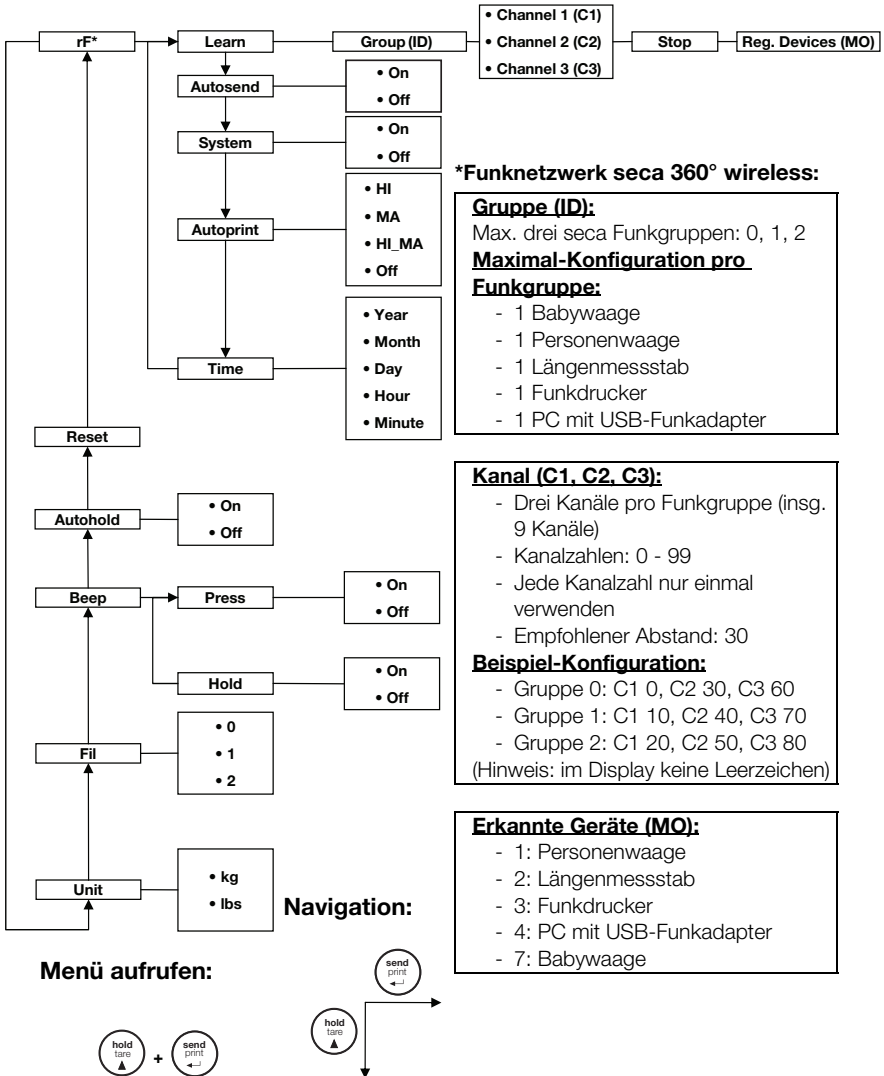 rF*
Learn
Group (ID)
• Channel 1 (C1)
• Channel 2 (C2)
• Channel 3 (C3)
Stop
Reg. Devices (MO)
Autosend
• On
• Off
System
• On
• Off
Autoprint
• HI
• MA
• HI_MA
• Off
Time
• Year
• Month
• Day
• Hour
• Minute
Reset
Autohold
• On
• Off
Beep
Press
• On
• Off
Hold
• On
• Off
Fil
• 0
• 1
• 2
Unit
• kg
• lbs
*Funknetzwerk seca 360° wireless:
Gruppe (ID):
Max. drei seca Funkgruppen: 0, 1, 2
Maximal-Konfiguration pro
Funkgruppe:
- 1 Babywaage
- 1 Personenwaage
- 1 Längenmessstab
- 1 Funkdrucker
- 1 PC mit USB-Funkadapter
Kanal (C1, C2, C3):
- Drei Kanäle pro Funkgruppe (insg.
9 Kanäle)
- Kanalzahlen: 0 - 99
- Jede Kanalzahl nur einmal
verwenden
- Empfohlener Abstand: 30
Beispiel-Konfiguration:
- Gruppe 0: C1 0, C2 30, C3 60
- Gruppe 1: C1 10, C2 40, C3 70
- Gruppe 2: C1 20, C2 50, C3 80
(Hinweis: im Display keine Leerzeichen)
Erkannte Geräte (MO):
- 1: Personenwaage
- 2: Längenmessstab
- 3: Funkdrucker
- 4: PC mit USB-Funkadapter
- 7: Babywaage
Navigation:
send
print
hold
tare
Menü aufrufen:
hold
tare
+
send
print